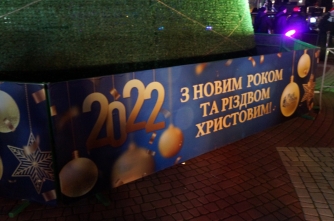 2022
З НОВИМ РОКОМ
ТА РІЗДВОМ
ХРИСТОВИМ!